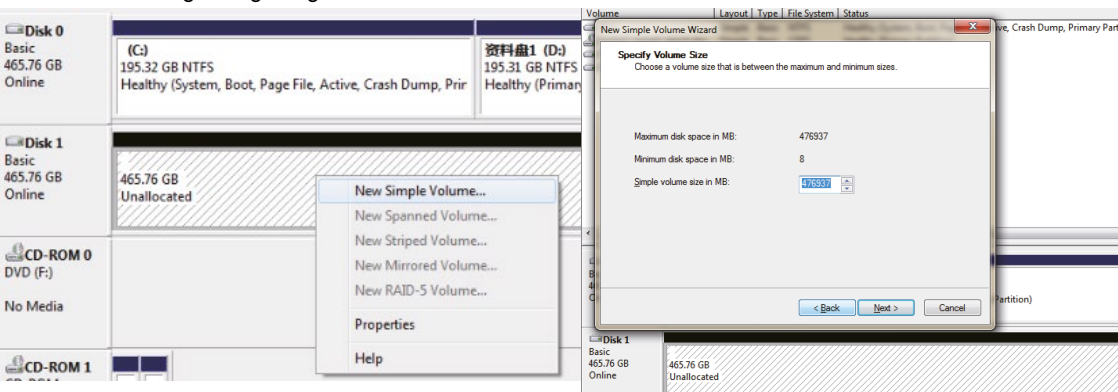 Disk 0
Basic
465.76 GB
Online
(C:)
195.32 GB NTFS
Healthy (System, Boot, Page File, Active, Crash Dump, Prir
资料盘1 (D:)
195.31 GB NTFS
Healthy (Primary
Disk 1
Basic
465.76 GB
Online
465.76 GB
Unallocated
New Simple Volume...
New Spanned Volume...
New Striped Volume...
New Mirrored Volume...
New RAID-5 Volume...
Properties
Help
CD-ROM 0
DVD (F:)
No Media
CD-ROM 1
Volume Layout Type File System Status
New Simple Volume Wizard
ive, Crash Dump, Primary Part
Specify Volume Size
Choose a volume size that is between the maximum and minimum sizes.
Maximum disk space in MB: 476937
Minimum disk space in MB: 8
Simple volume size in MB: 476937
< Back Next > Cancel
Partition)
Disk 1
Basic
465.76 GB
Online
465.76 GB
Unallocated